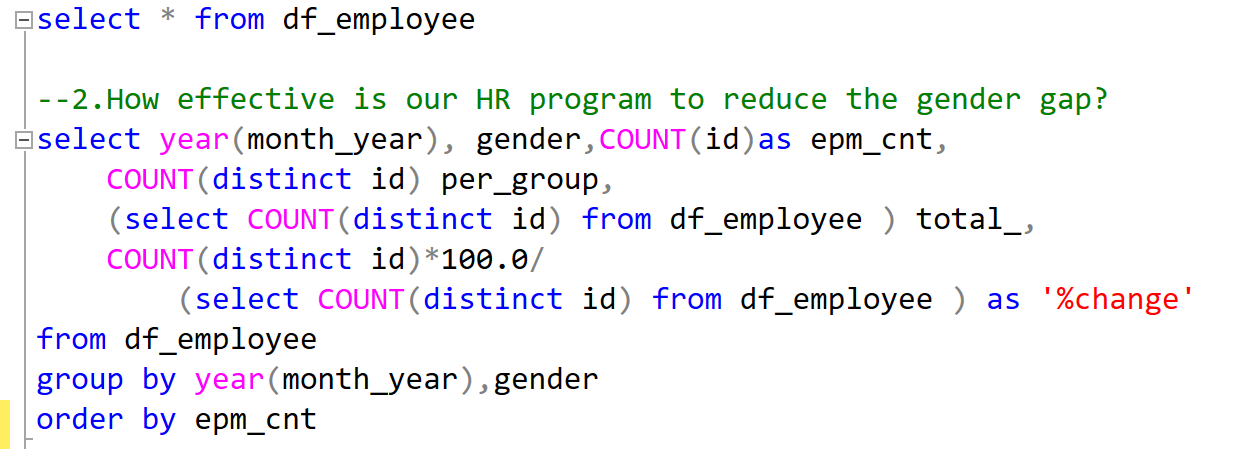 select * from df_employee
--2.How effective is our HR program to reduce the gender gap?
select year(month_year), gender,COUNT(id)as epm_cnt,
COUNT(distinct id) per_group,
(select COUNT(distinct id) from df_employee ) total_,
COUNT(distinct id)*100.0/
(select COUNT(distinct id) from df_employee ) as '%change'
from df_employee
group by year(month_year),gender
order by epm_cnt